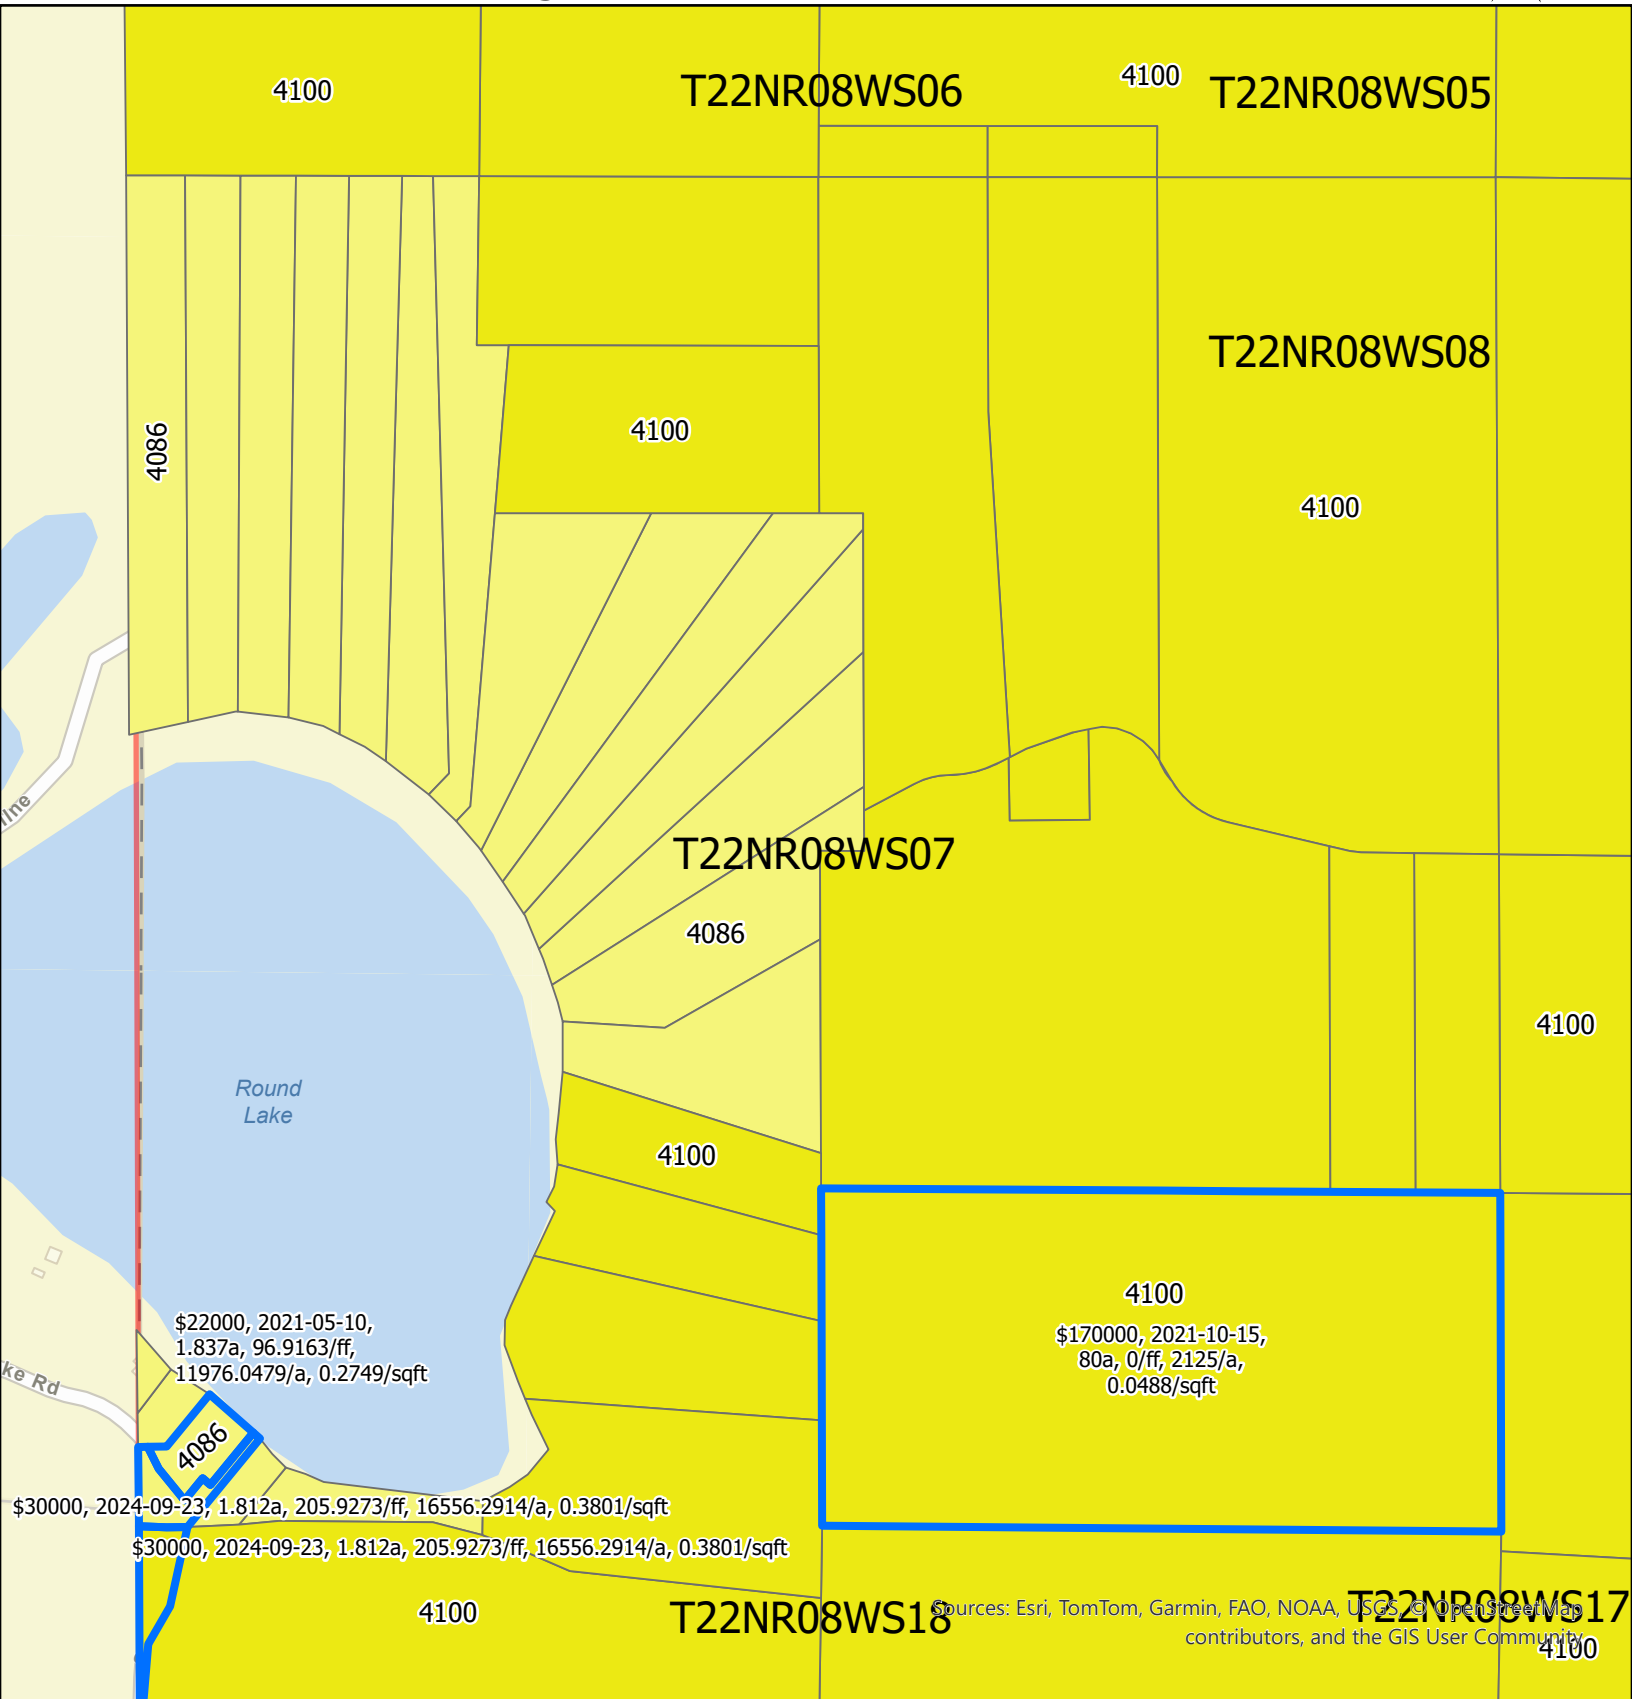 4100
T22NR08WS06
4100
T22NR08WS05
T22NR08WS08
4100
4086
4100
T22NR08WS07
4086
4100
Round
Lake
4100
4100
$170000, 2021-10-15,
80a, 0/ff, 2125/a,
0.0488/sqft
$22000, 2021-05-10,
1.837a, 96.9163/ff,
11976.0479/a, 0.2749/sqft
ke Rd
4086
$30000, 2024-09-23, 1.812a, 205.9273/ff, 16556.2914/a, 0.3801/sqft
$30000, 2024-09-23, 1.812a, 205.9273/ff, 16556.2914/a, 0.3801/sqft
4100
T22NR08WS18
T22NR08WS17
Sources: Esri, TomTom, Garmin, FAO, NOAA, USGS, © OpenStreetMap
contributors, and the GIS User Community
4100